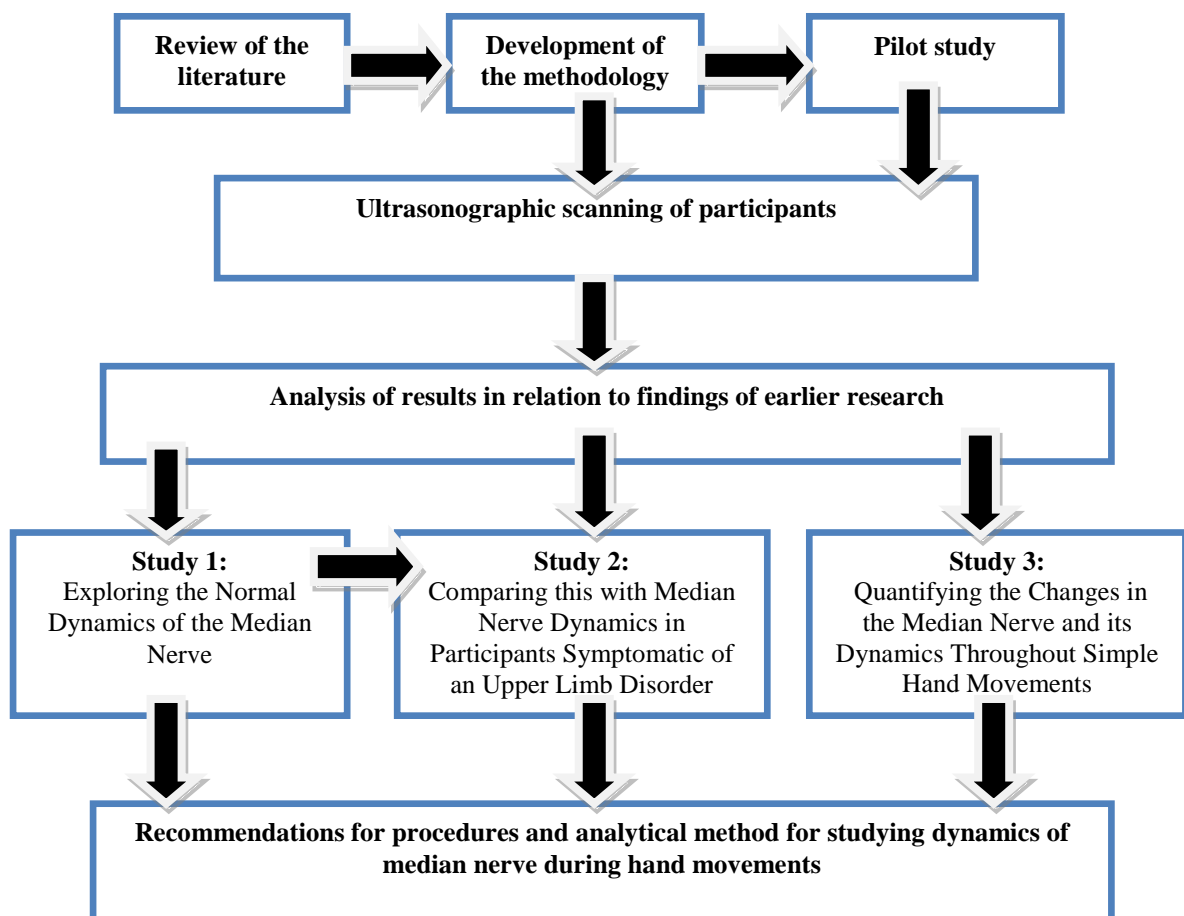 Review of the
literature
Development of
the methodology
Pilot study
Ultrasonographic scanning of participants
Analysis of results in relation to findings of earlier research
Study 1:
Exploring the Normal
Dynamics of the Median
Nerve
Study 2:
Comparing this with Median
Nerve Dynamics in
Participants Symptomatic of
an Upper Limb Disorder
Study 3:
Quantifying the Changes in
the Median Nerve and its
Dynamics Throughout Simple
Hand Movements
Recommendations for procedures and analytical method for studying dynamics of
median nerve during hand movements